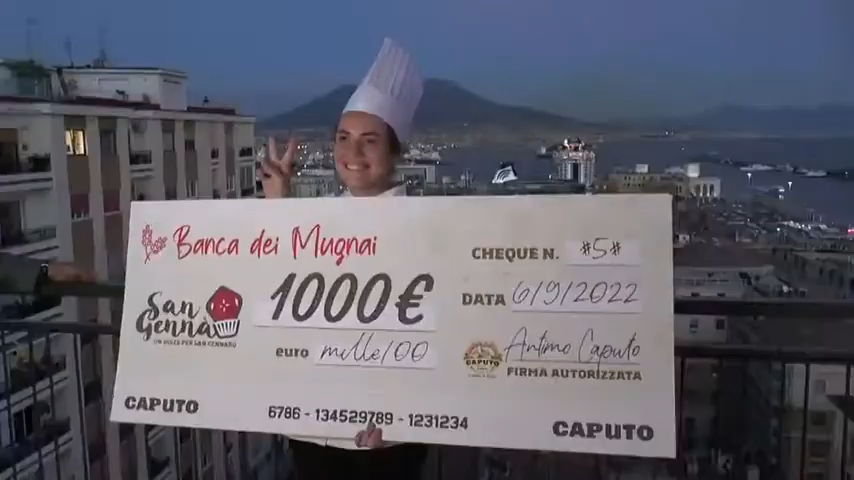 Banca dei Mugnai
CHEQUE N. #5#
1000 €
DATA 6/9/2022
San
Gennà
UN DOLCE PER SAN GENNARO
euro mille/00
CAPUTO
Antimo Caputo
FIRMA AUTORIZZATA
CAPUTO
6786 - 134529789 - 1231234
CAPUTO